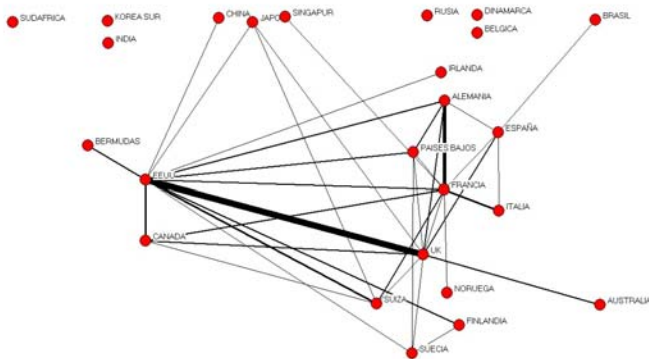 SUDAFRICA
KOREA SUR
INDIA
CHINA
SINGAPUR
RUSIA
DINAMARCA
BELGICA
BRASIL
IRLANDA
ALEMANIA
BERMUDAS
PAISES BAJOS
ESPAÑA
EEUU
FRANCIA
ITALIA
CANADA
UK
NORUEGA
SUIZA
AUSTRALIA
FINLANDIA
SUECIA